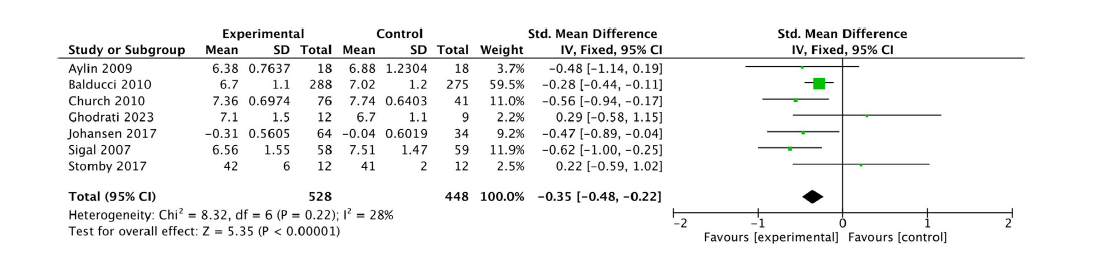 Experimental Control Std. Mean Difference Std. Mean Difference
Study or Subgroup Mean SD Total Mean SD Total Weight IV, Fixed, 95% CI IV, Fixed, 95% CI
Aylin 2009 6.38 0.7637 18 6.88 1.2304 18 3.7% −0.48 [−1.14, 0.19]
Balducci 2010 6.7 1.1 288 7.02 1.2 275 59.5% −0.28 [−0.44, −0.11]
Church 2010 7.36 0.6974 76 7.74 0.6403 41 11.0% −0.56 [−0.94, −0.17]
Ghodrati 2023 7.1 1.5 12 6.7 1.1 9 2.2% 0.29 [−0.58, 1.15]
Johansen 2017 −0.31 0.5605 64 −0.04 0.6019 34 9.2% −0.47 [−0.89, −0.04]
Sigal 2007 6.56 1.55 58 7.51 1.47 59 11.9% −0.62 [−1.00, −0.25]
Stomby 2017 42 6 12 41 2 12 2.5% 0.22 [−0.59, 1.02]
Total (95% CI) 528 448 100.0% −0.35 [−0.48, −0.22]
Heterogeneity: Chi² = 8.32, df = 6 (P = 0.22); I² = 28%
Test for overall effect: Z = 5.35 (P < 0.00001)
−2 −1 0 1 2
Favours [experimental] Favours [control]